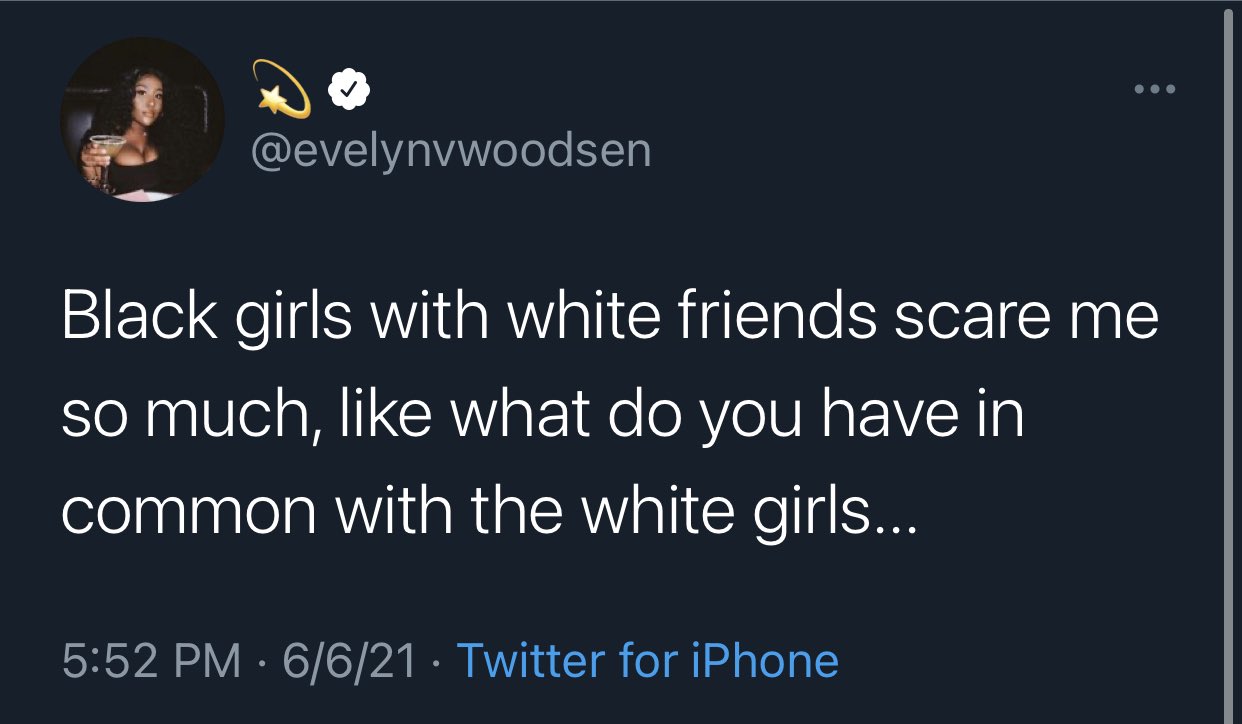 💫
@evelynvwoodsen
Black girls with white friends scare me
so much, like what do you have in
common with the white girls...
5:52 PM · 6/6/21 · Twitter for iPhone